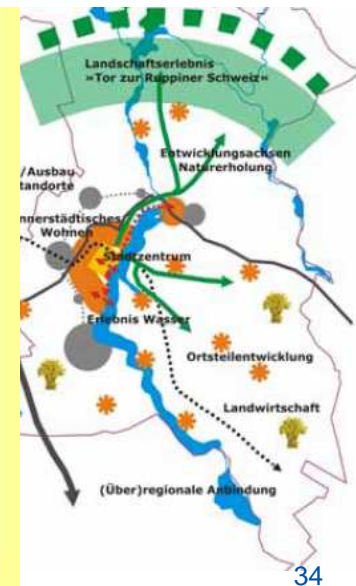 Landschaftserlebnis
»Tor zur Ruppiner Schweiz«
Entwicklungsachsen
Naturerholung
/Ausbau
tandorte
nnerstädtisches
Wohnen
Stadtzentrum
Erlebnis Wasser
Ortsteilentwicklung
Landwirtschaft
(Über)regionale Anbindung
34